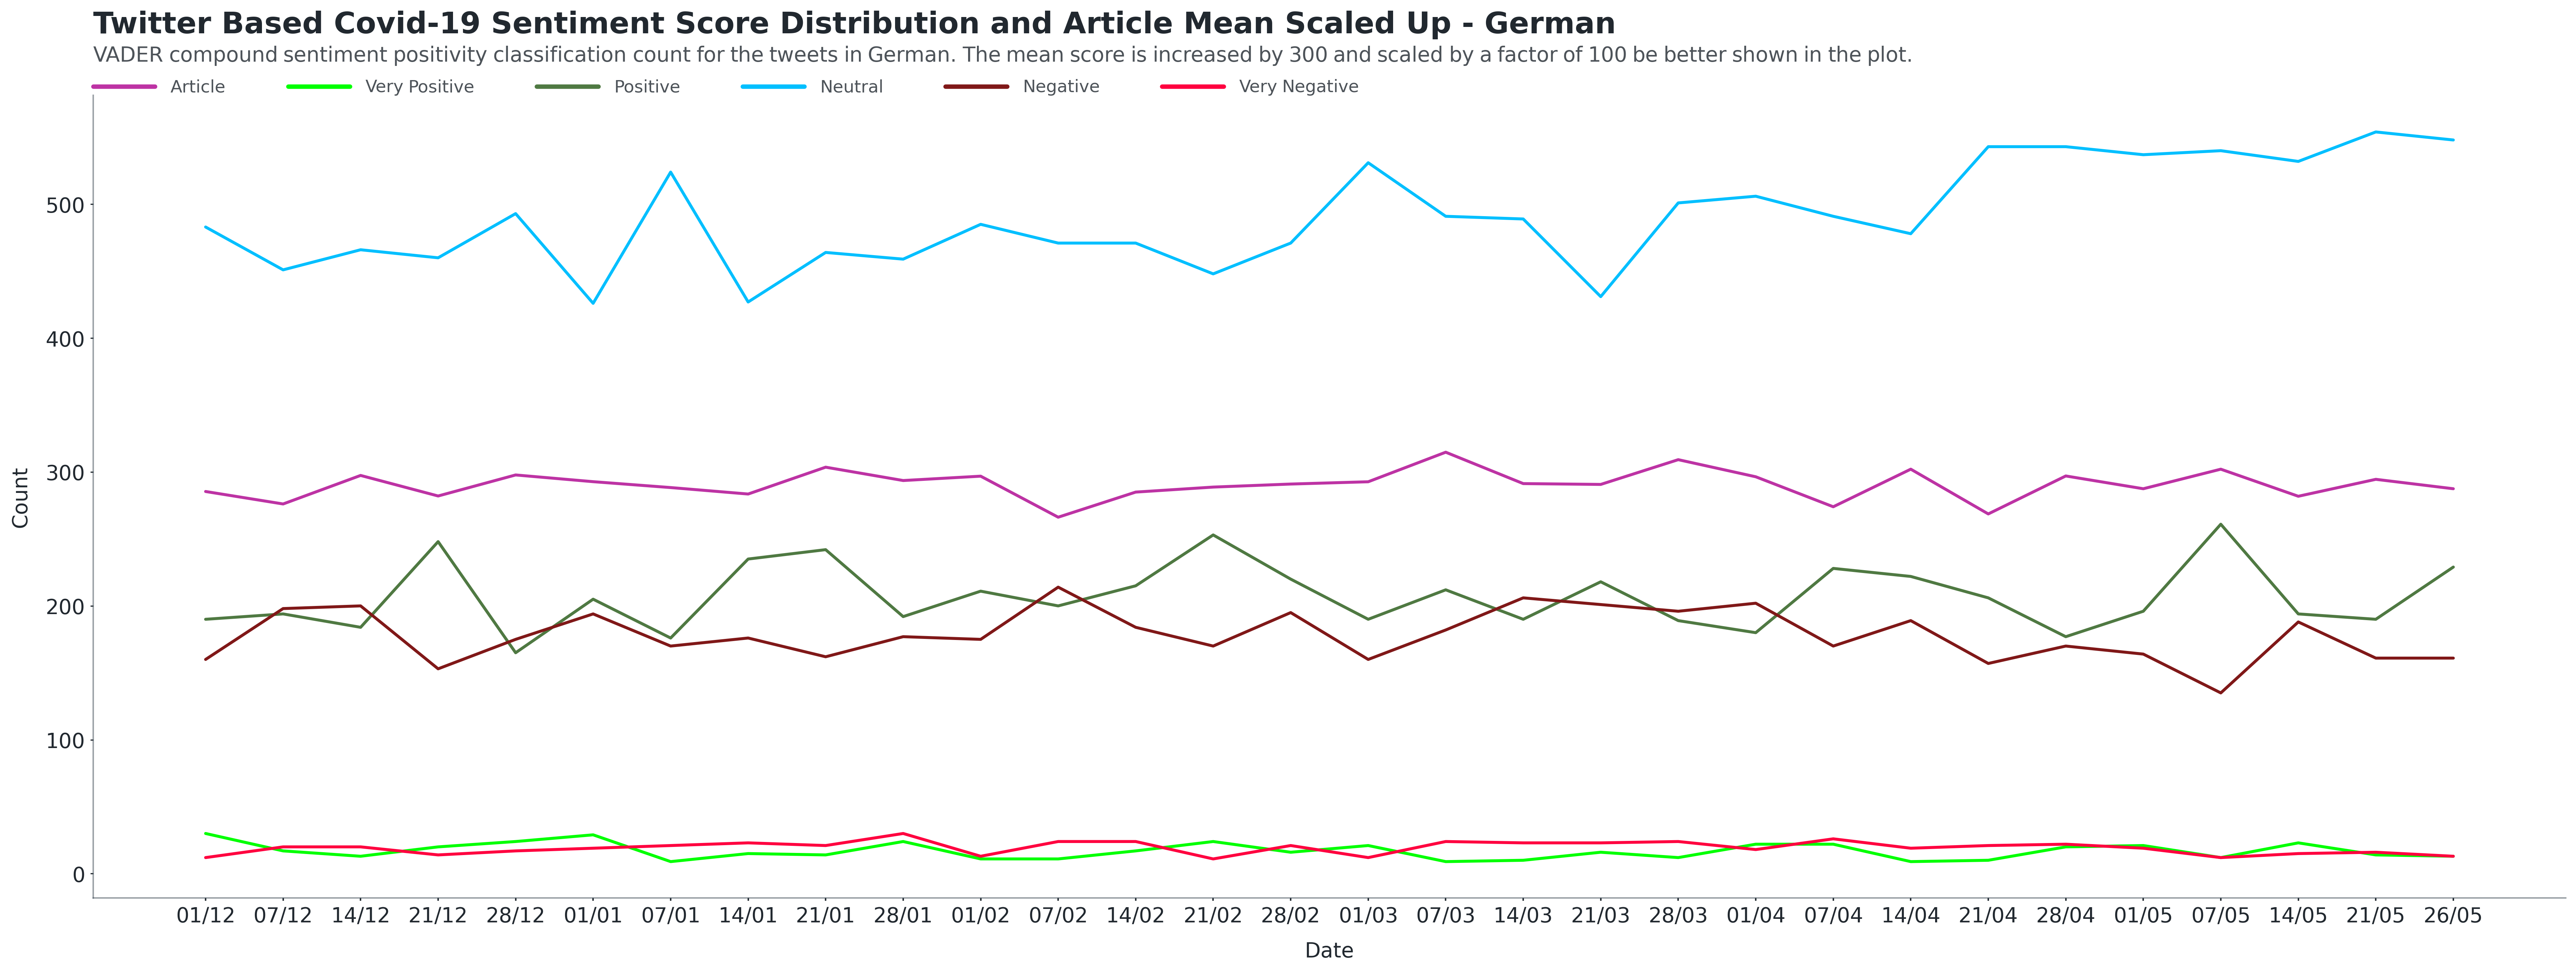 Twitter Based Covid-19 Sentiment Score Distribution and Article Mean Scaled Up - German
VADER compound sentiment positivity classification count for the tweets in German. The mean score is increased by 300 and scaled by a factor of 100 be better shown in the plot.
Article Very Positive Positive Neutral Negative Very Negative
500
400
300
200
100
0
Count
01/12 07/12 14/12 21/12 28/12 01/01 07/01 14/01 21/01 28/01 01/02 07/02 14/02 21/02 28/02 01/03 07/03 14/03 21/03 28/03 01/04 07/04 14/04 21/04 28/04 01/05 07/05 14/05 21/05 26/05
Date